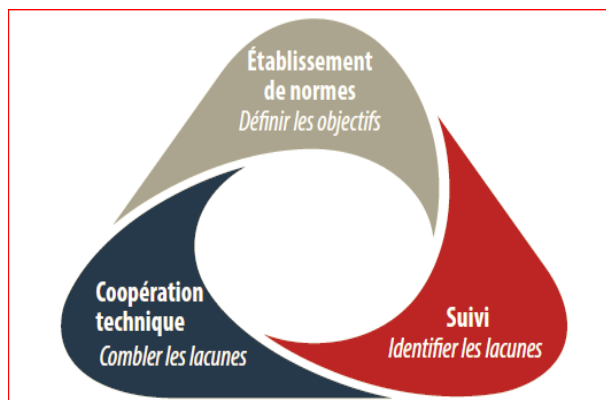 Établissement
de normes
Définir les objectifs
Coopération
technique
Combler les lacunes
Suivi
Identifier les lacunes